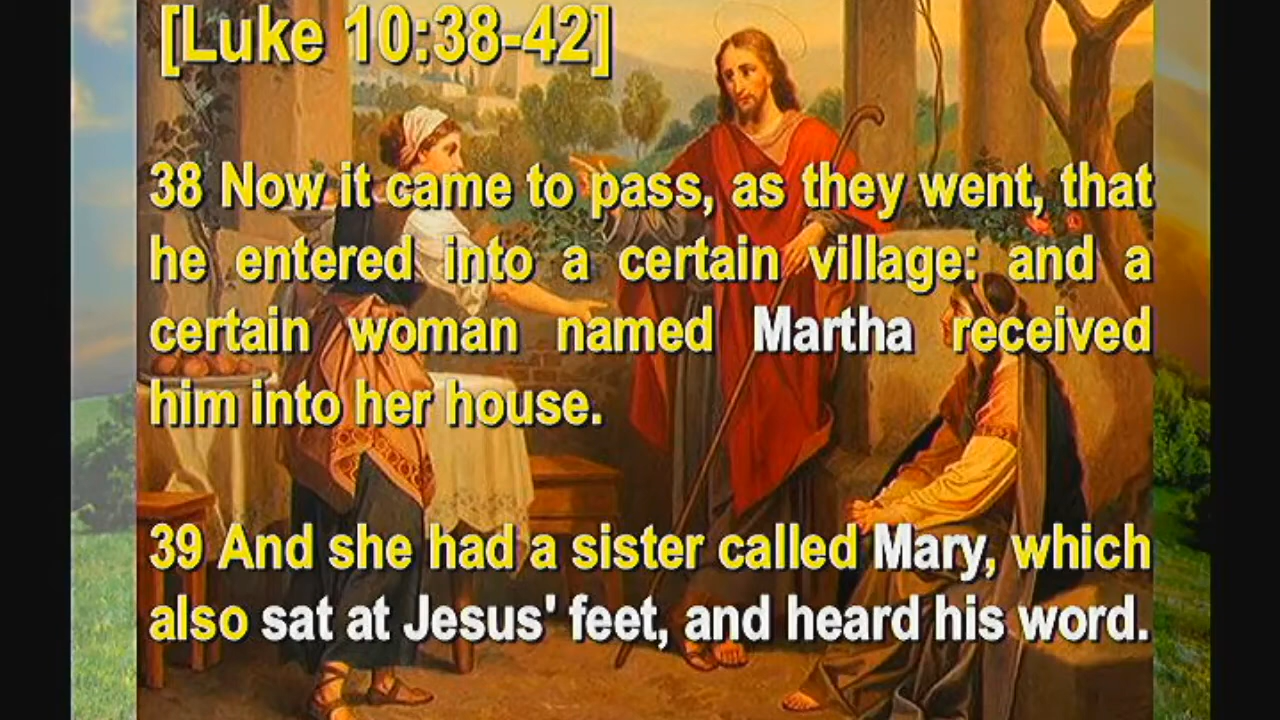 [Luke 10:38-42]
38 Now it came to pass, as they went, that
he entered into a certain village: and a
certain woman named Martha received
him into her house.
39 And she had a sister called Mary, which
also sat at Jesus' feet, and heard his word.